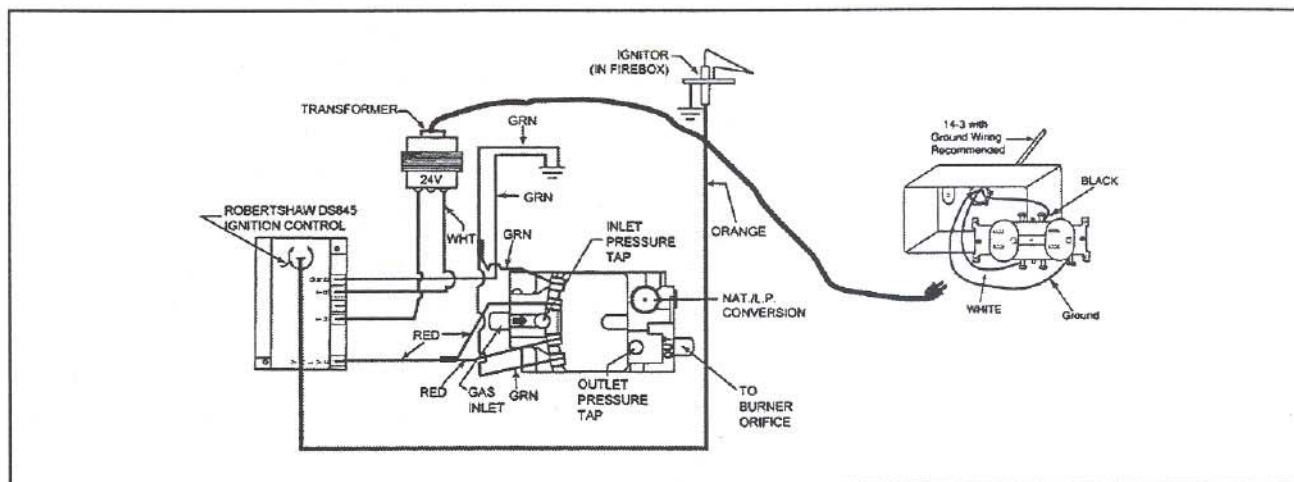 IGNITOR
(IN FIREBOX)
TRANSFORMER
GRN
14-3 with
Ground Wiring
Recommended
24V
GRN
BLACK
ROBERTSHAW DS845
IGNITION CONTROL
WHT
GRN
INLET
PRESSURE
TAP
ORANGE
NAT./L.P.
CONVERSION
WHITE
Ground
RED
RED
GAS
INLET
GRN
OUTLET
PRESSURE
TAP
TO
BURNER
ORIFICE